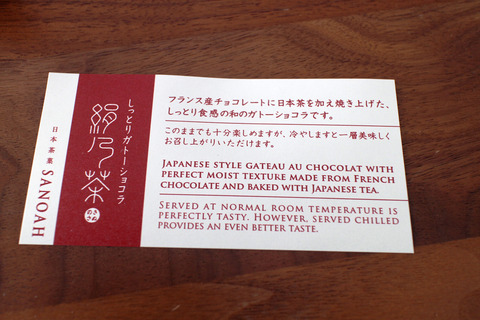 日本茶菓 SANOAH
しっとりガトーショコラ
絹乃茶
フランス産チョコレートに日本茶を加え焼き上げた、
しっとり食感の和のガトーショコラです。
このままでも十分楽しめますが、冷やしますと一層美味しく
お召し上がりいただけます。
JAPANESE STYLE GATEAU AU CHOCOLAT WITH
PERFECT MOIST TEXTURE MADE FROM FRENCH
CHOCOLATE AND BAKED WITH JAPANESE TEA.
SERVED AT NORMAL ROOM TEMPERATURE IS
PERFECTLY TASTY. HOWEVER, SERVED CHILLED
PROVIDES AN EVEN BETTER TASTE.